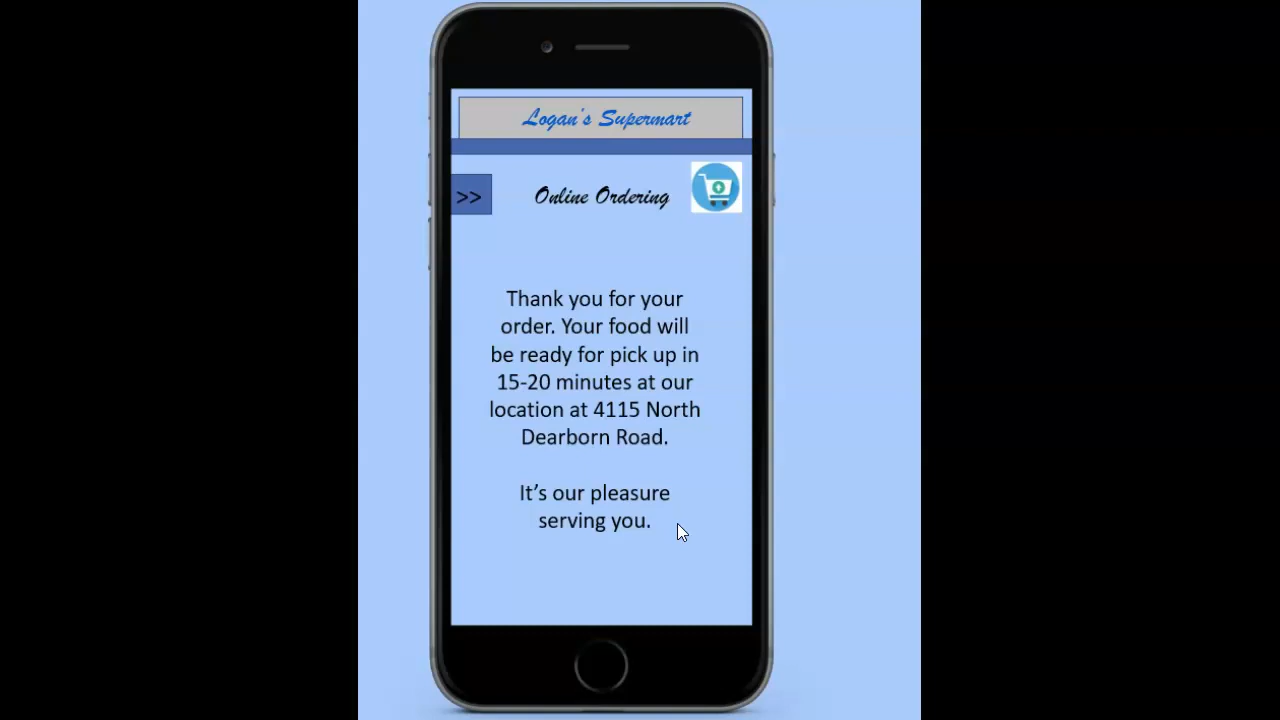 Logan's Supermart
>>
Online Ordering
Thank you for your
order. Your food will
be ready for pick up in
15-20 minutes at our
location at 4115 North
Dearborn Road.
It’s our pleasure
serving you.